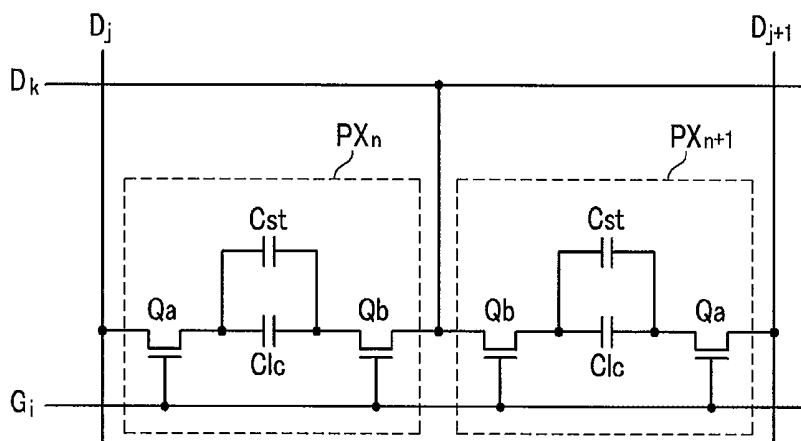 Dj Dj+1
Dk
PXn PXn+1
Cst Cst
Qa Qb Qb Qa
Clc Clc
Gi